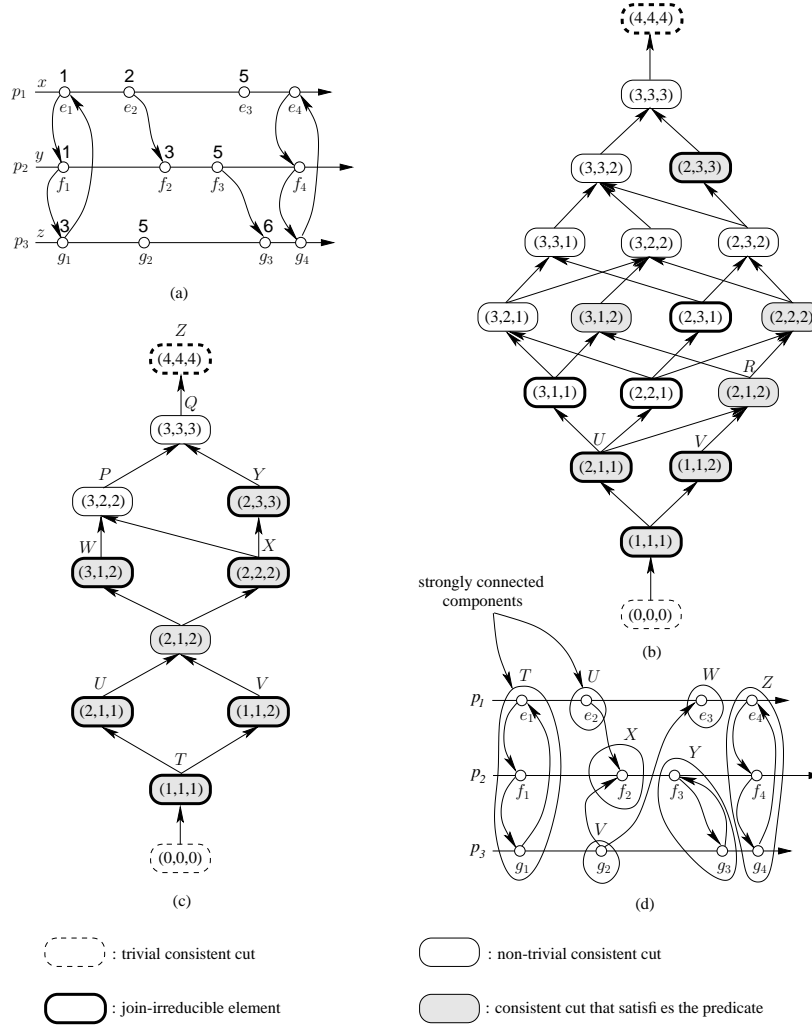 1 2 5
p₁ x e₁ e₂ e₃ e₄
1 3 5
p₂ y f₁ f₂ f₃ f₄
3 5 6
p₃ z g₁ g₂ g₃ g₄
(a)
(4,4,4)
(3,3,3)
(3,3,2) (2,3,3)
(3,3,1) (3,2,2) (2,3,2)
(3,2,1) (3,1,2) (2,3,1) (2,2,2)
R
(3,1,1) (2,2,1) (2,1,2)
U V
(2,1,1) (1,1,2)
(1,1,1)
(0,0,0)
(b)
Z
(4,4,4)
Q
(3,3,3)
P Y
(3,2,2) (2,3,3)
W X
(3,1,2) (2,2,2)
(2,1,2)
U V
(2,1,1) (1,1,2)
T
(1,1,1)
(0,0,0)
(c)
strongly connected
components
T U W Z
p₁ e₁ e₂ e₃ e₄
X Y
p₂ f₁ f₂ f₃ f₄
V
p₃ g₁ g₂ g₃ g₄
(d)
: trivial consistent cut
: non-trivial consistent cut
: join-irreducible element
: consistent cut that satisfies the predicate